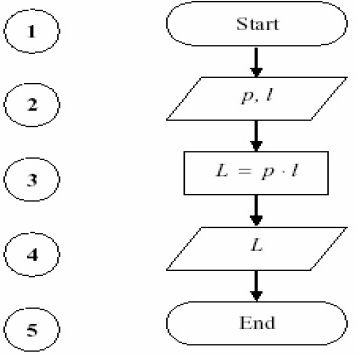 1 Start
2 p, l
3 L = p · l
4 L
5 End